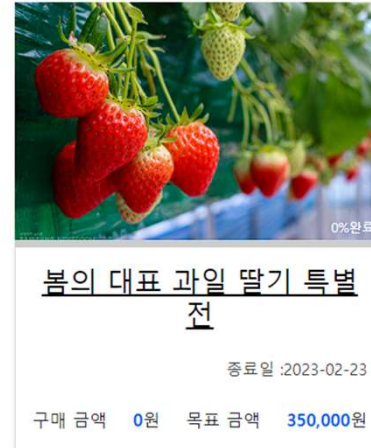 0%완료
봄의 대표 과일 딸기 특별
전
종료일 :2023-02-23
구매 금액 0원 목표 금액 350,000원